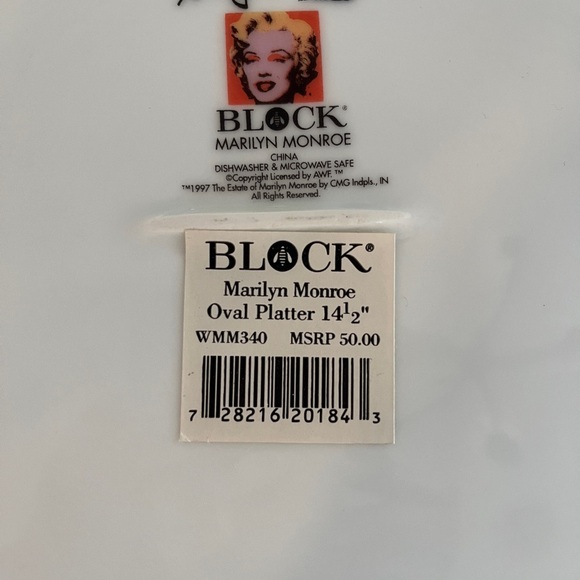 BLOCK®
MARILYN MONROE
CHINA
DISHWASHER & MICROWAVE SAFE
©Copyright Licensed by AWF.™
™1997 The Estate of Marilyn Monroe by CMG Indpls., IN
All Rights Reserved.
BLOCK®
Marilyn Monroe
Oval Platter 14½"
WMM340 MSRP 50.00
7 28216 20184 3